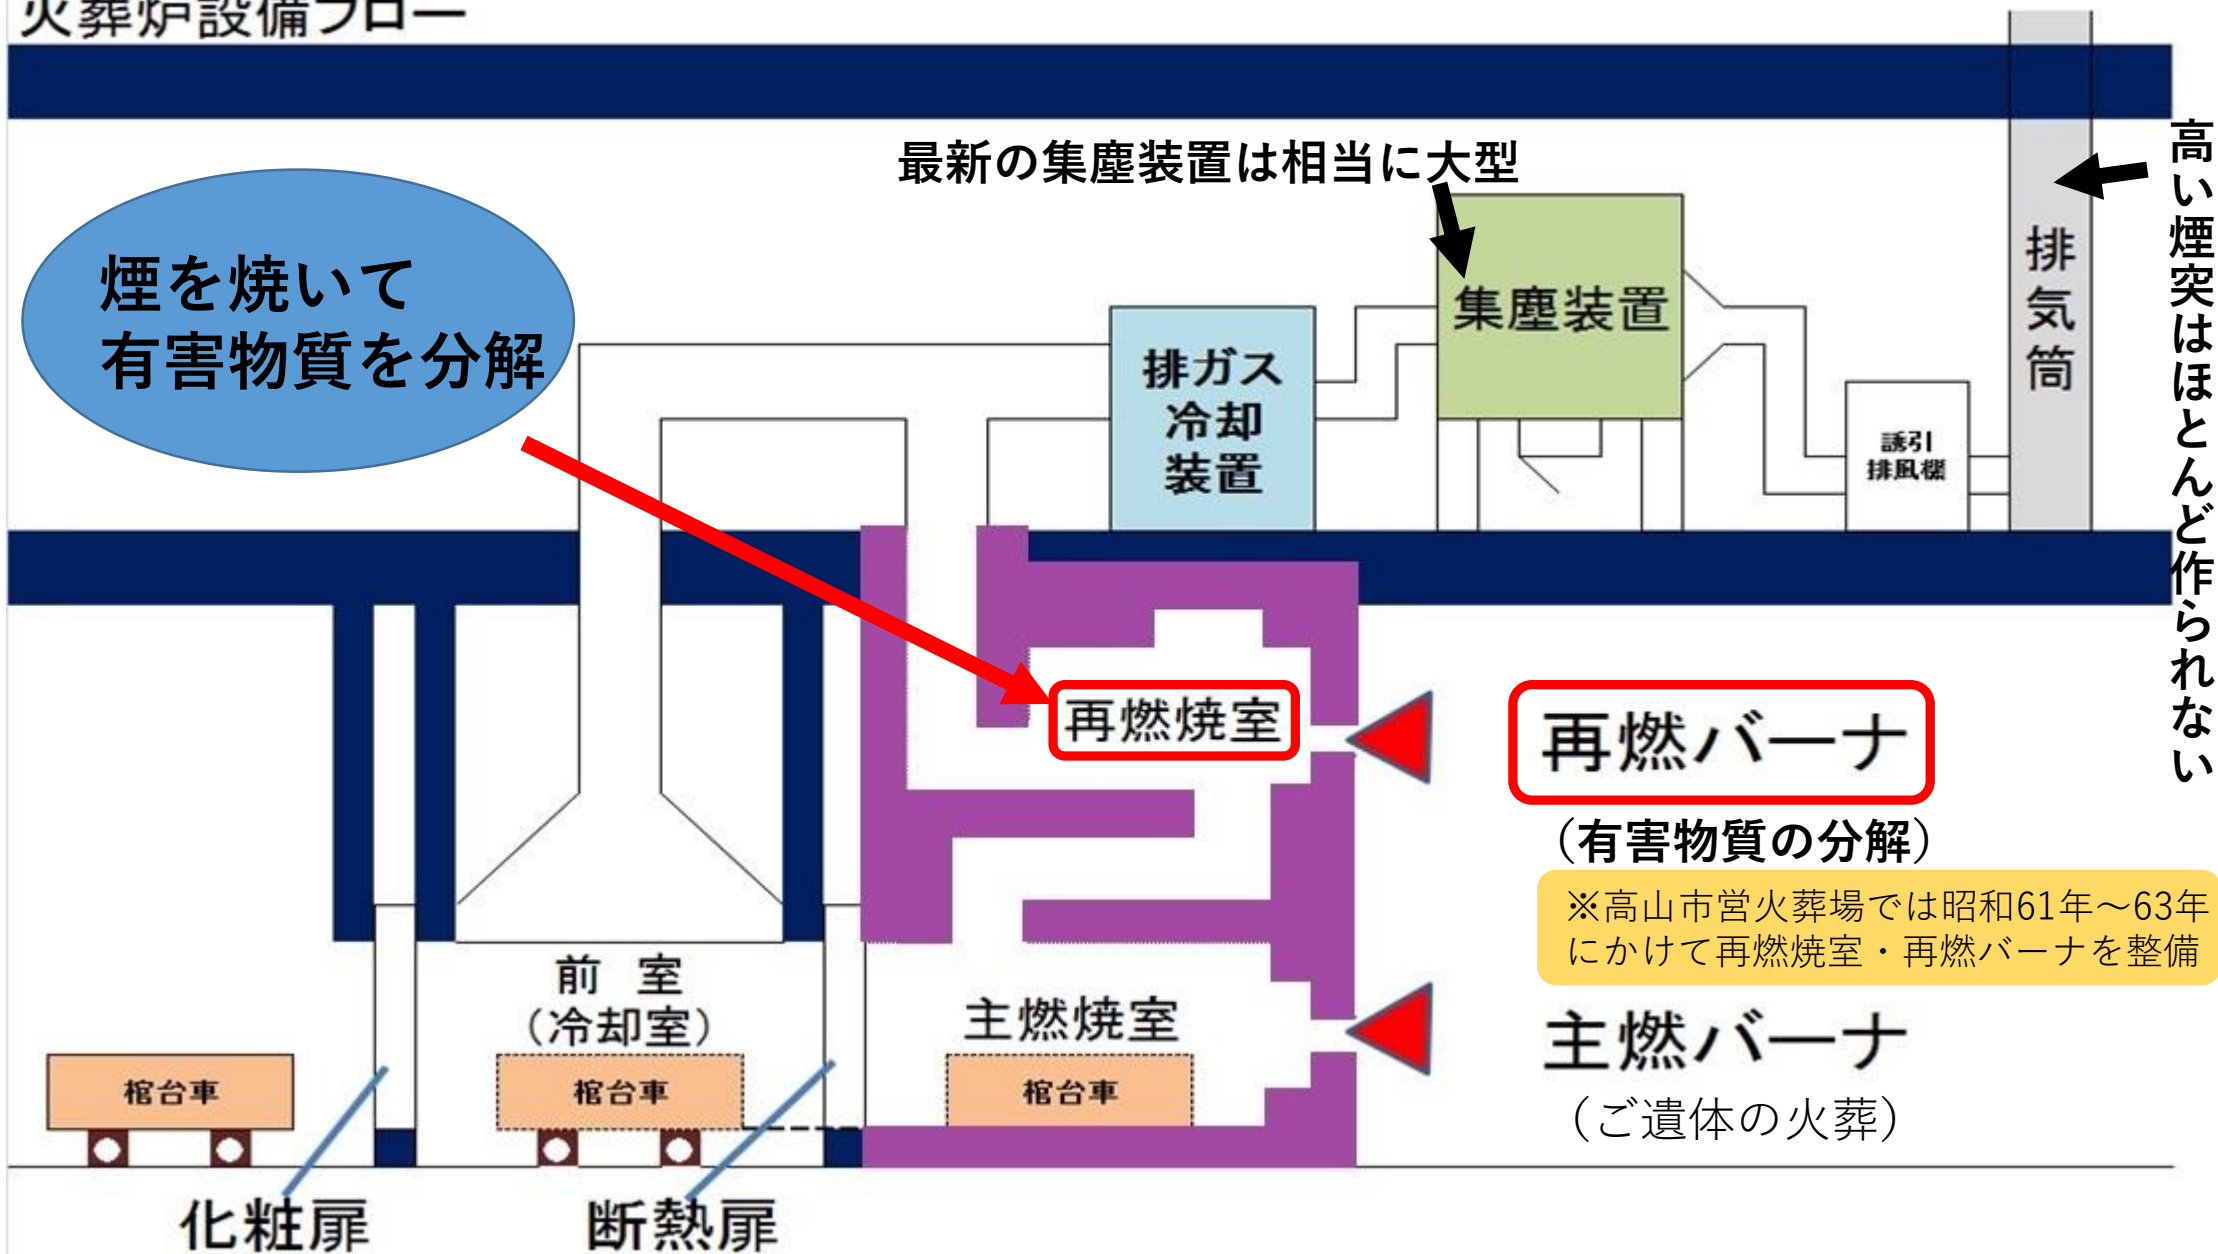 火葬炉設備フロー
最新の集塵装置は相当に大型
高い煙突はほとんど作られない
煙を焼いて
有害物質を分解
排ガス
冷却
装置
集塵装置
誘引
排風機
排気筒
再燃焼室
再燃バーナ
（有害物質の分解）
※高山市営火葬場では昭和61年～63年
にかけて再燃焼室・再燃バーナを整備
前 室
（冷却室）
主燃焼室
主燃バーナ
（ご遺体の火葬）
棺台車
棺台車
棺台車
化粧扉
断熱扉